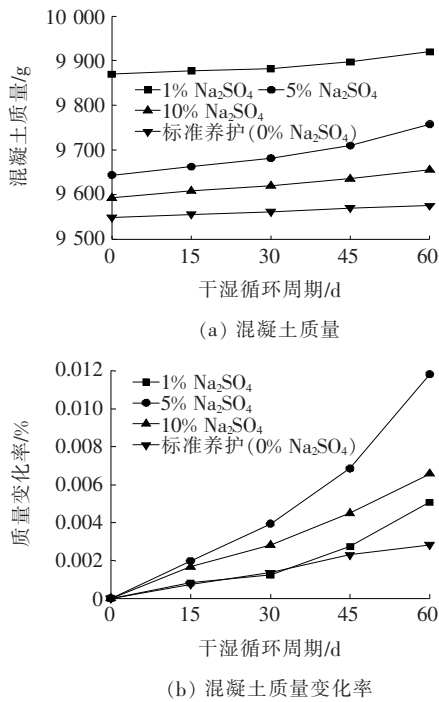 10 000
9 900
9 800
9 700
9 600
9 500
混凝土质量/g
1% Na₂SO₄ 5% Na₂SO₄
10% Na₂SO₄
标准养护(0% Na₂SO₄)
0 15 30 45 60
干湿循环周期/d
(a) 混凝土质量
0.012
0.010
0.008
0.006
0.004
0.002
0
质量变化率/%
1% Na₂SO₄
5% Na₂SO₄
10% Na₂SO₄
标准养护(0% Na₂SO₄)
0 15 30 45 60
干湿循环周期/d
(b) 混凝土质量变化率